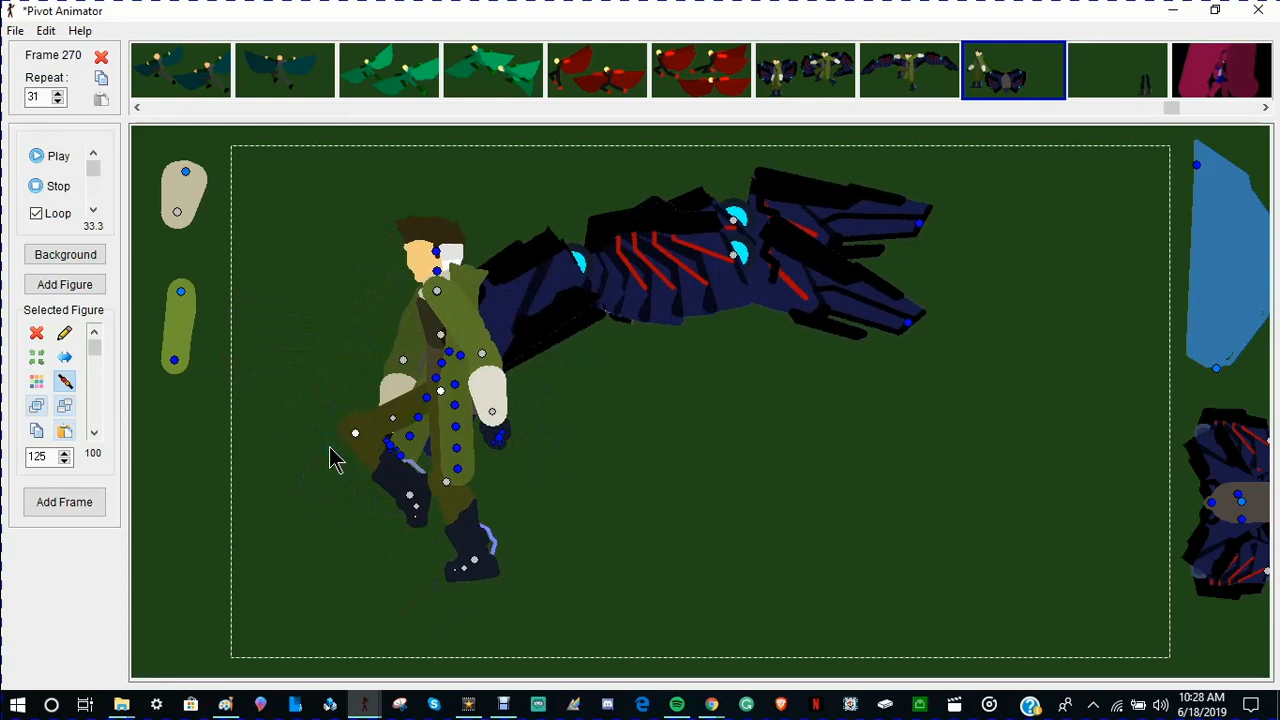 *Pivot Animator
File Edit Help
Frame 270
Repeat :
31
Play
Stop
Loop
33.3
Background
Add Figure
Selected Figure
125
100
Add Frame
10:28 AM
6/18/2019